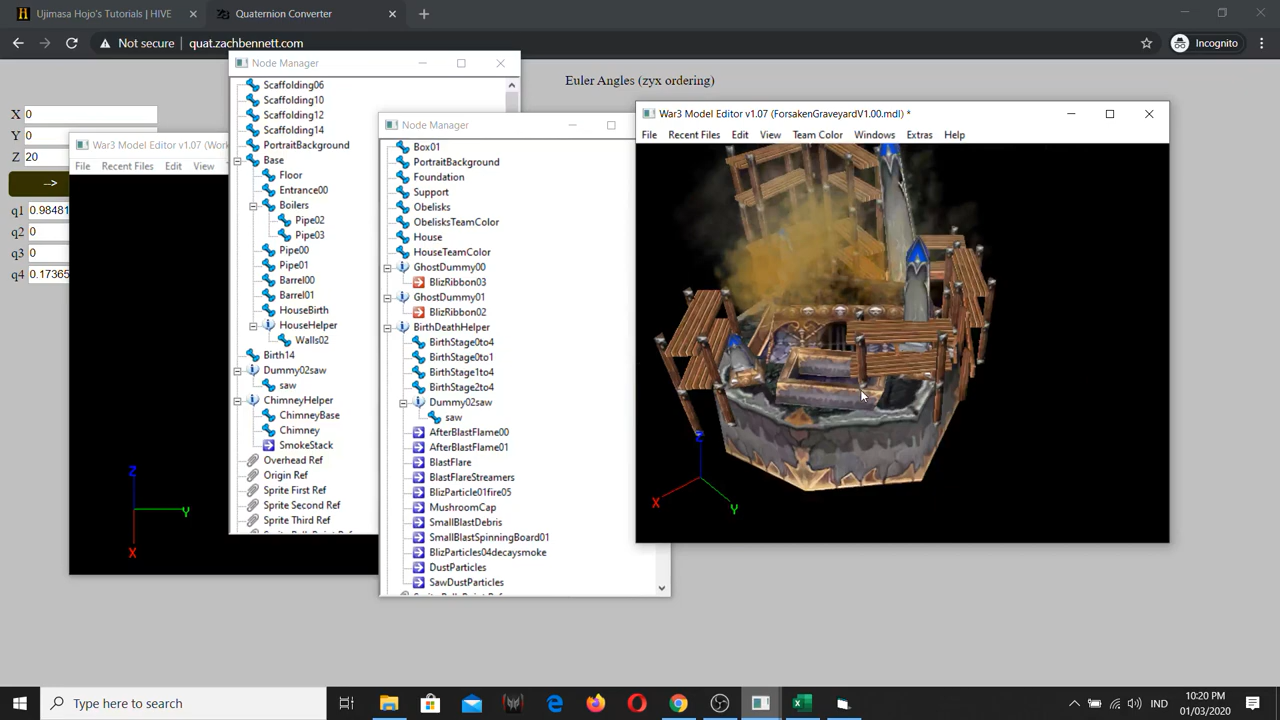 Ujimasa Hojo's Tutorials | HIVE
Quaternion Converter
Not secure | quat.zachbennett.com
Incognito
Euler Angles (zyx ordering)
X 0
Y 0
Z 20
-->
q1 0.98481
q2 0
q3 0
q4 0.17365
War3 Model Editor v1.07 (Work
File Recent Files Edit View
Z
Y
X
Node Manager
Scaffolding06
Scaffolding10
Scaffolding12
Scaffolding14
PortraitBackground
Base
Floor
Entrance00
Boilers
Pipe02
Pipe03
Pipe00
Pipe01
Barrel00
Barrel01
HouseBirth
HouseHelper
Walls02
Birth14
Dummy02saw
saw
ChimneyHelper
ChimneyBase
Chimney
SmokeStack
Overhead Ref
Origin Ref
Sprite First Ref
Sprite Second Ref
Sprite Third Ref
Node Manager
Box01
PortraitBackground
Foundation
Support
Obelisks
ObelisksTeamColor
House
HouseTeamColor
GhostDummy00
BlizRibbon03
GhostDummy01
BlizRibbon02
BirthDeathHelper
BirthStage0to4
BirthStage0to1
BirthStage1to4
BirthStage2to4
Dummy02saw
saw
AfterBlastFlame00
AfterBlastFlame01
BlastFlare
BlastFlareStreamers
BlizParticle01fire05
MushroomCap
SmallBlastDebris
SmallBlastSpinningBoard01
BlizParticles04decaysmoke
DustParticles
SawDustParticles
War3 Model Editor v1.07 (ForsakenGraveyardV1.00.mdl) *
File Recent Files Edit View Team Color Windows Extras Help
Z
X
Y
Type here to search
IND
10:20 PM
01/03/2020